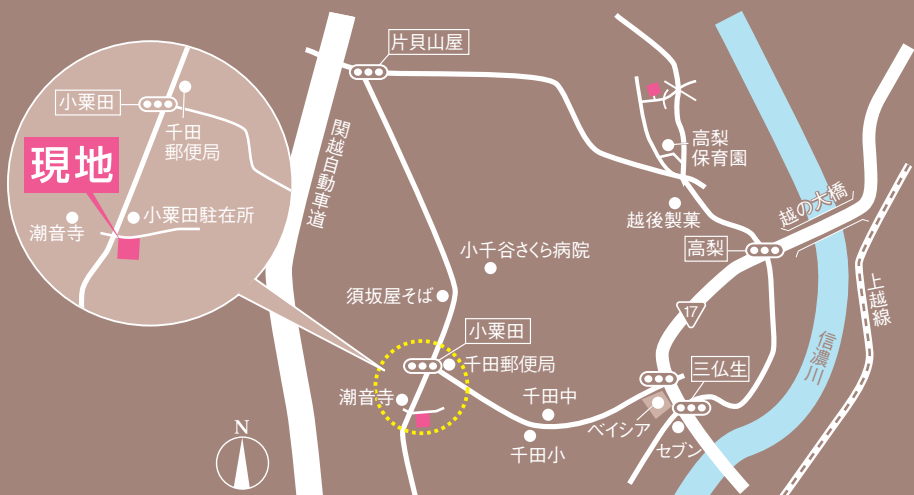 片貝山屋
小粟田
千田
郵便局
現地
小粟田駐在所
潮音寺
関越自動車道
高梨
保育園
越後製菓
越の大橋
高梨
小千谷さくら病院
須坂屋そば
17
上越線
小粟田
千田郵便局
信濃川
三仏生
潮音寺
千田中
ベイシア
セブン
千田小
N